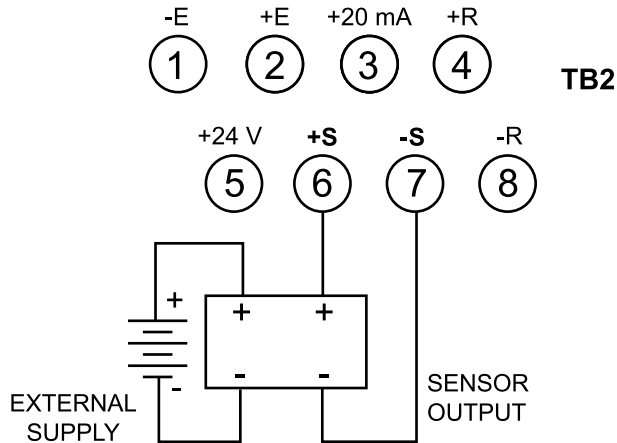 -E +E +20 mA +R
1 2 3 4
TB2
+24 V +S -S -R
5 6 7 8
+
+ +
- -
-
EXTERNAL
SUPPLY
SENSOR
OUTPUT